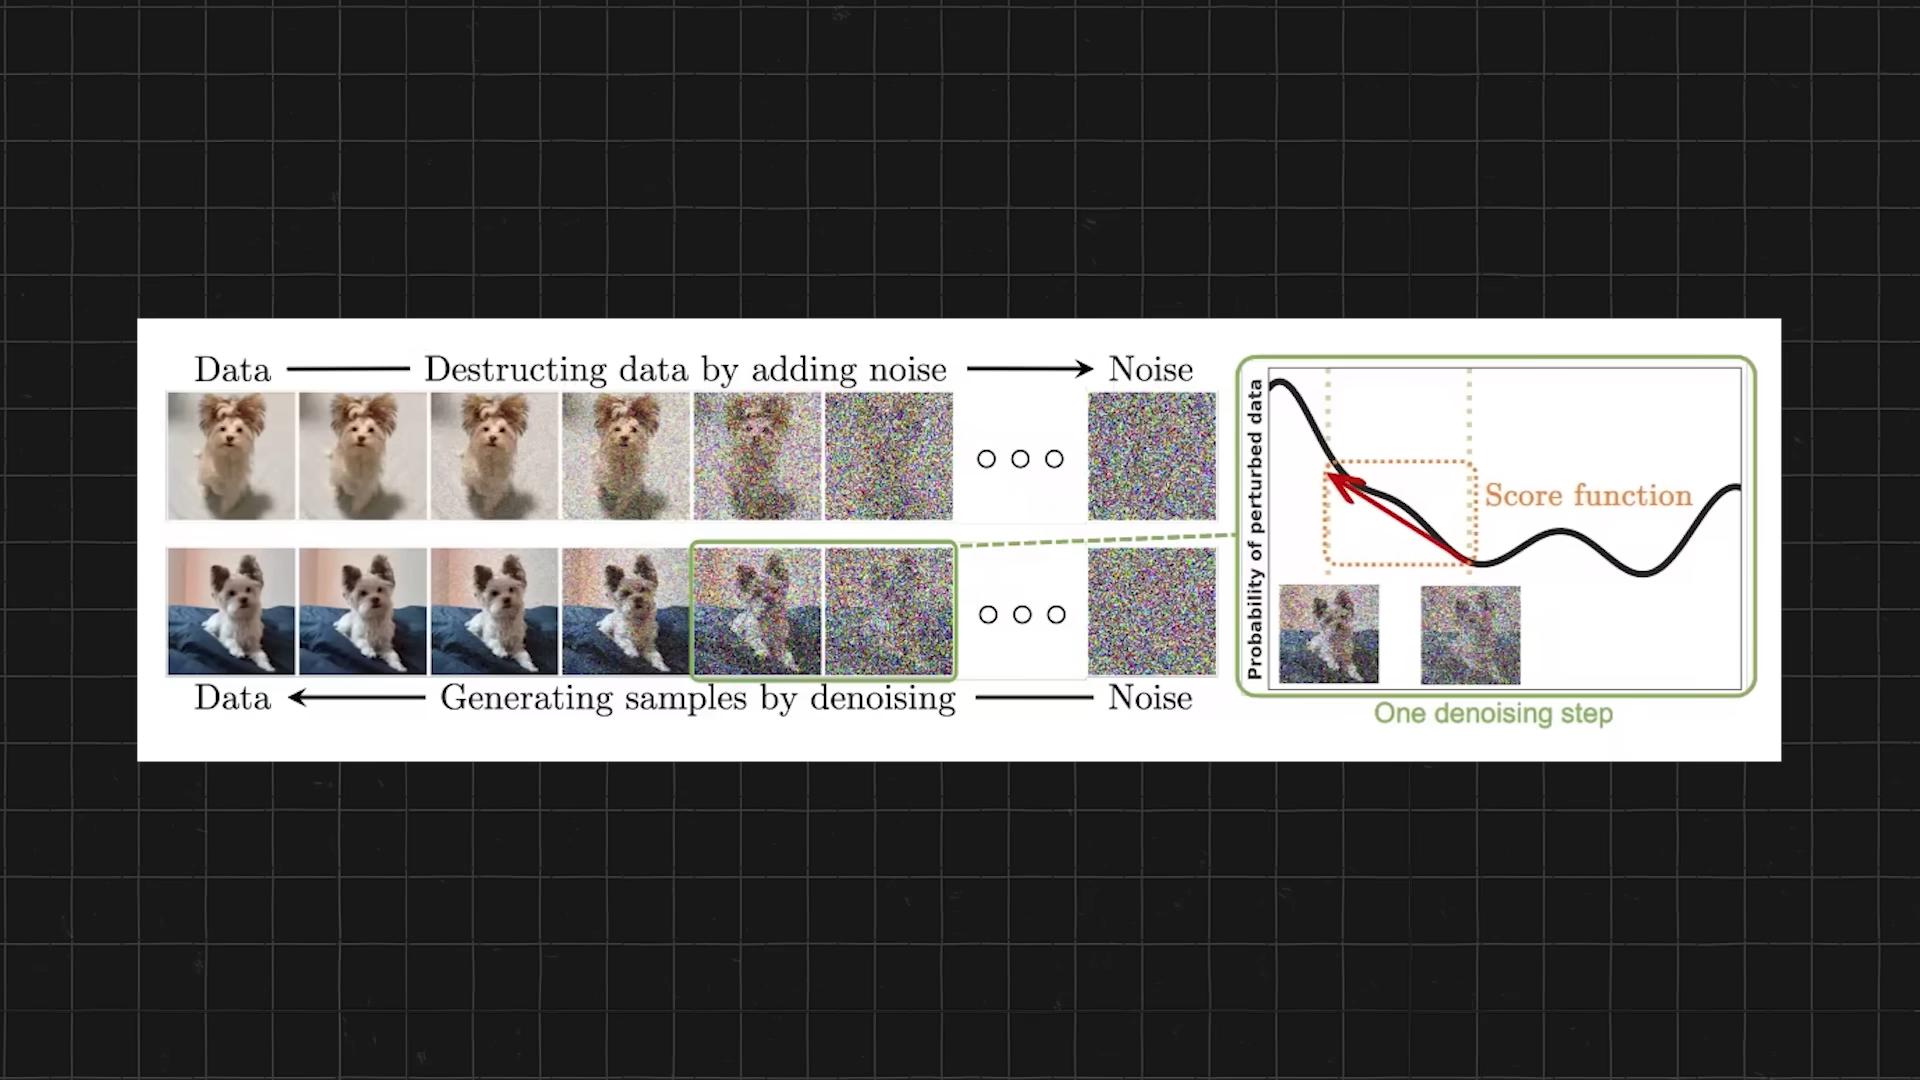 Data
Destructing data by adding noise
Noise
Data
Generating samples by denoising
Noise
Probability of perturbed data
Score function
One denoising step